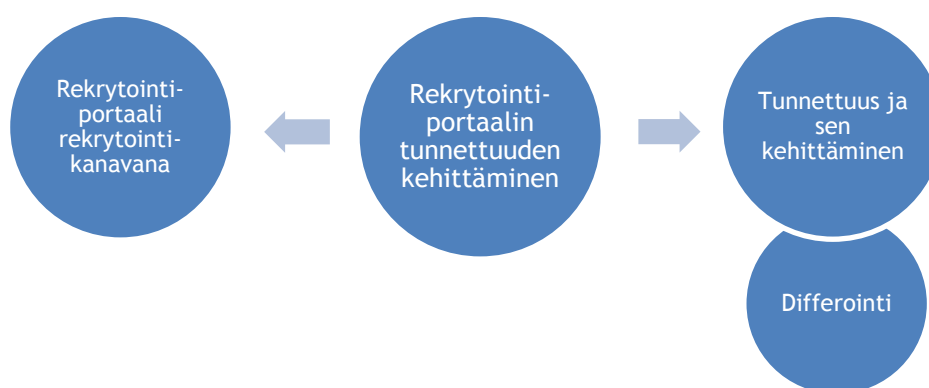 Rekrytointi-
portaali
rekrytointi-
kanavana
Rekrytointi-
portaalin
tunnettuuden
kehittäminen
Tunnettuus ja
sen
kehittäminen
Differointi